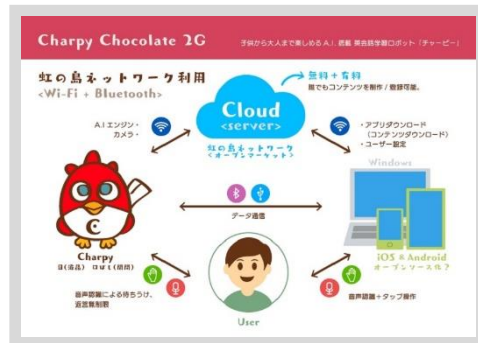 Charpy Chocolate 2G
子供から大人まで楽しめる A.I. 搭載 英会話学習ロボット「チャーピー」
虹の島ネットワーク利用
<Wi-Fi + Bluetooth>
無料+有料
誰でもコンテンツを制作/登録可能。
Cloud
<server>
虹の島ネットワーク
<オープンマーケット>
A.I エンジン・
カメラ・
・アプリダウンロード
(コンテンツダウンロード)
・ユーザー設定
Windows
データ通信
Charpy
目(液晶) 口ばし(開閉)
iOS & Android
オープンソース化?
音声認識による待ちうけ、
返答無制限
音声認識+タップ操作
User